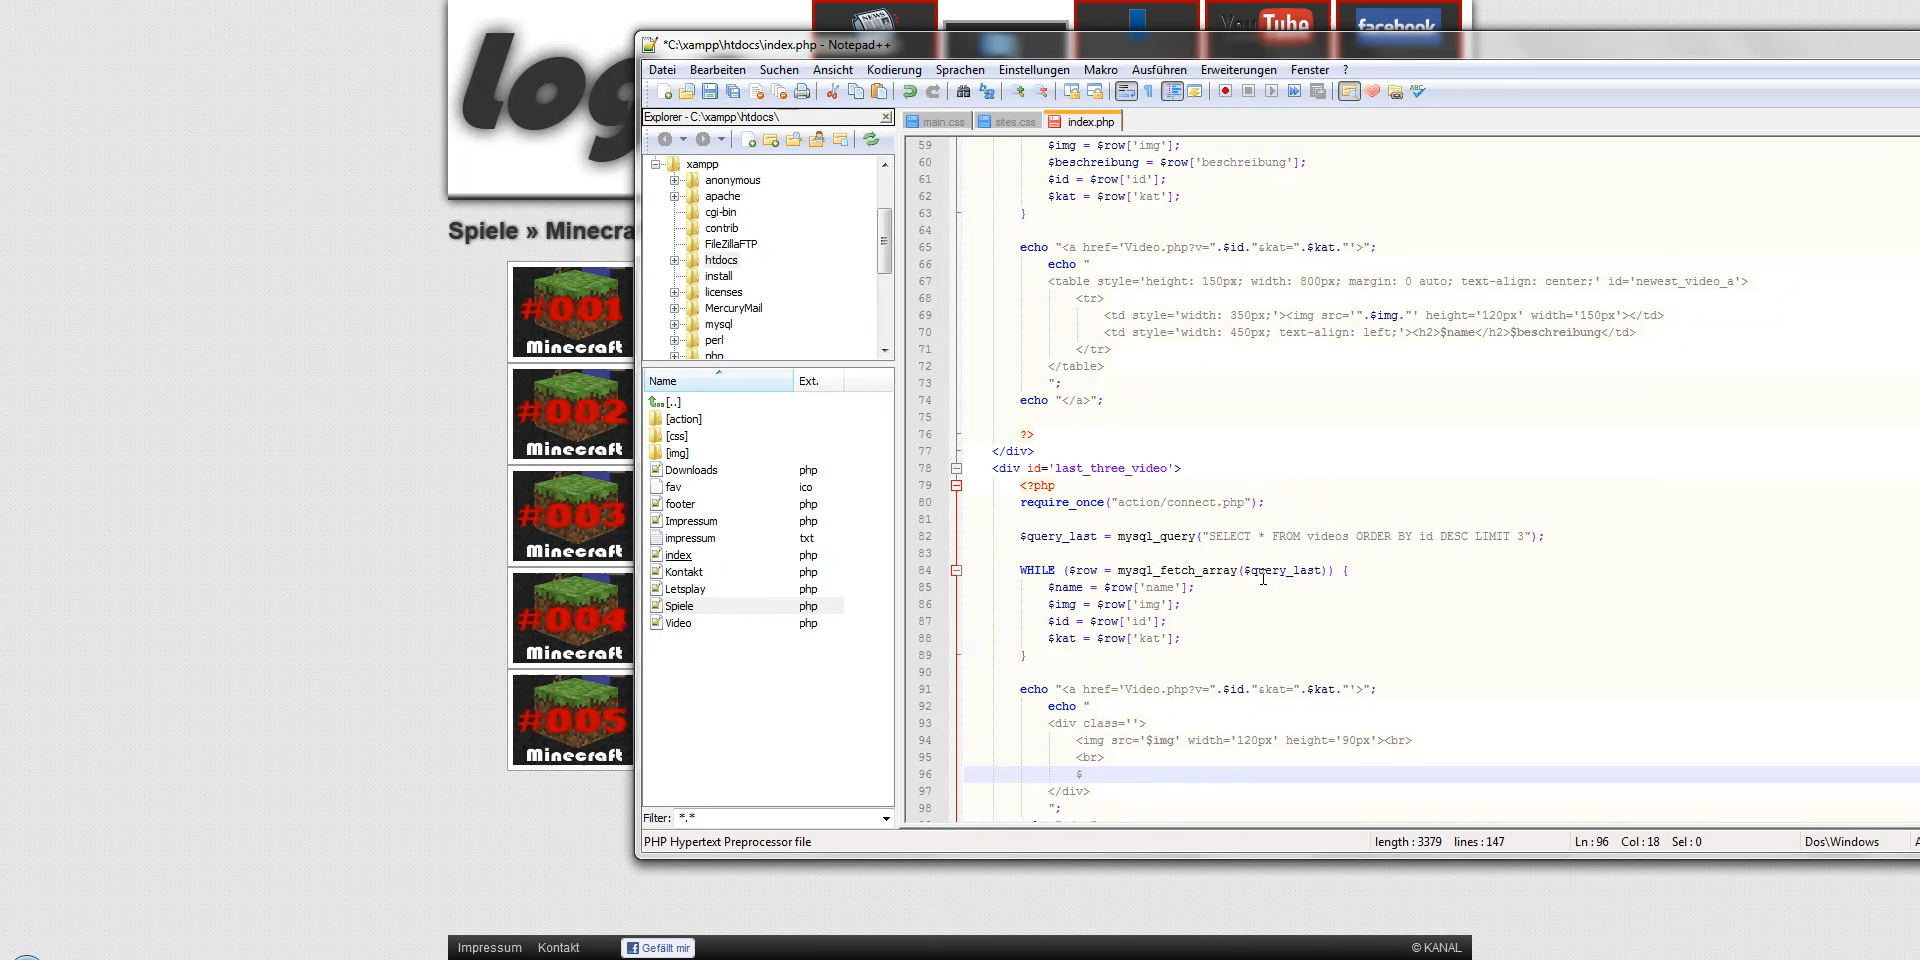 log
NEWS
YouTube
facebook
Spiele » Minecra
#001
Minecraft
#002
Minecraft
#003
Minecraft
#004
Minecraft
#005
Minecraft
Impressum Kontakt Gefällt mir © KANAL
*C:\xampp\htdocs\index.php - Notepad++
Datei Bearbeiten Suchen Ansicht Kodierung Sprachen Einstellungen Makro Ausführen Erweiterungen Fenster ?
Explorer - C:\xampp\htdocs\
xampp
anonymous
apache
cgi-bin
contrib
FileZillaFTP
htdocs
install
licenses
MercuryMail
mysql
perl
php
Name Ext.
[..]
[action]
[css]
[img]
Downloads php
fav ico
footer php
Impressum php
impressum txt
index php
Kontakt php
Letsplay php
Spiele php
Video php
Filter: *.*
main.css sites.css index.php
59 $img = $row['img'];
60 $beschreibung = $row['beschreibung'];
61 $id = $row['id'];
62 $kat = $row['kat'];
63 }
64
65 echo "<a href='Video.php?v=".$id."&kat=".$kat."'>";
66 echo "
67 <table style='height: 150px; width: 800px; margin: 0 auto; text-align: center;' id='newest_video_a'>
68 <tr>
69 <td style='width: 350px;'><img src='".$img."' height='120px' width='150px'></td>
70 <td style='width: 450px; text-align: left;'><h2>$name</h2>$beschreibung</td>
71 </tr>
72 </table>
73 ";
74 echo "</a>";
75
76 ?>
77 </div>
78 <div id='last_three_video'>
79 <?php
80 require_once("action/connect.php");
81
82 $query_last = mysql_query("SELECT * FROM videos ORDER BY id DESC LIMIT 3");
83
84 WHILE ($row = mysql_fetch_array($query_last)) {
85 $name = $row['name'];
86 $img = $row['img'];
87 $id = $row['id'];
88 $kat = $row['kat'];
89 }
90
91 echo "<a href='Video.php?v=".$id."&kat=".$kat."'>";
92 echo "
93 <div class=''>
94 <img src='$img' width='120px' height='90px'><br>
95 <br>
96 $
97 </div>
98 ";
PHP Hypertext Preprocessor file length : 3379 lines : 147 Ln : 96 Col : 18 Sel : 0 Dos\Windows